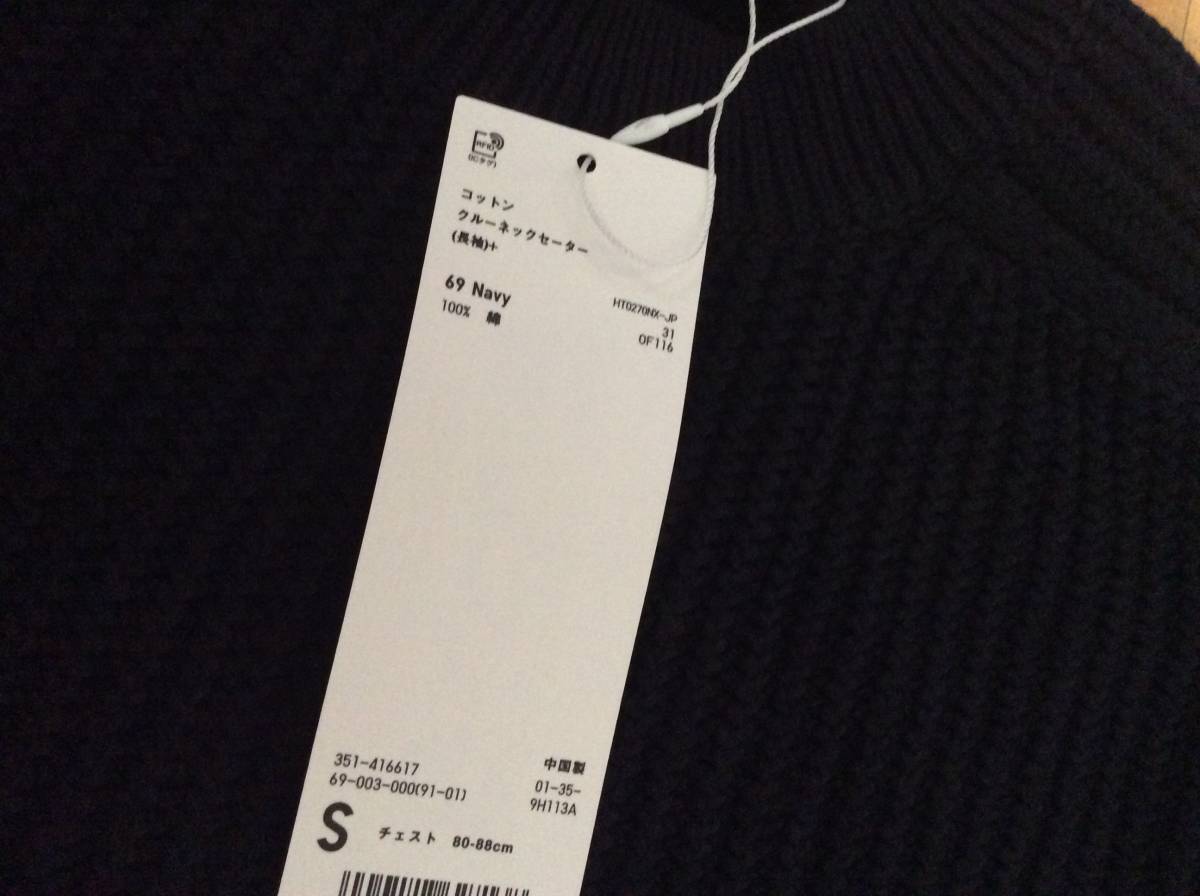 RFID
(ICタグ)
コットン
クルーネックセーター
(長袖)+
69 Navy
100% 綿
HT0270NX-JP
31
OF116
351-416617
69-003-000(91-01)
中国製
01-35-
9H113A
S チェスト 80-88cm